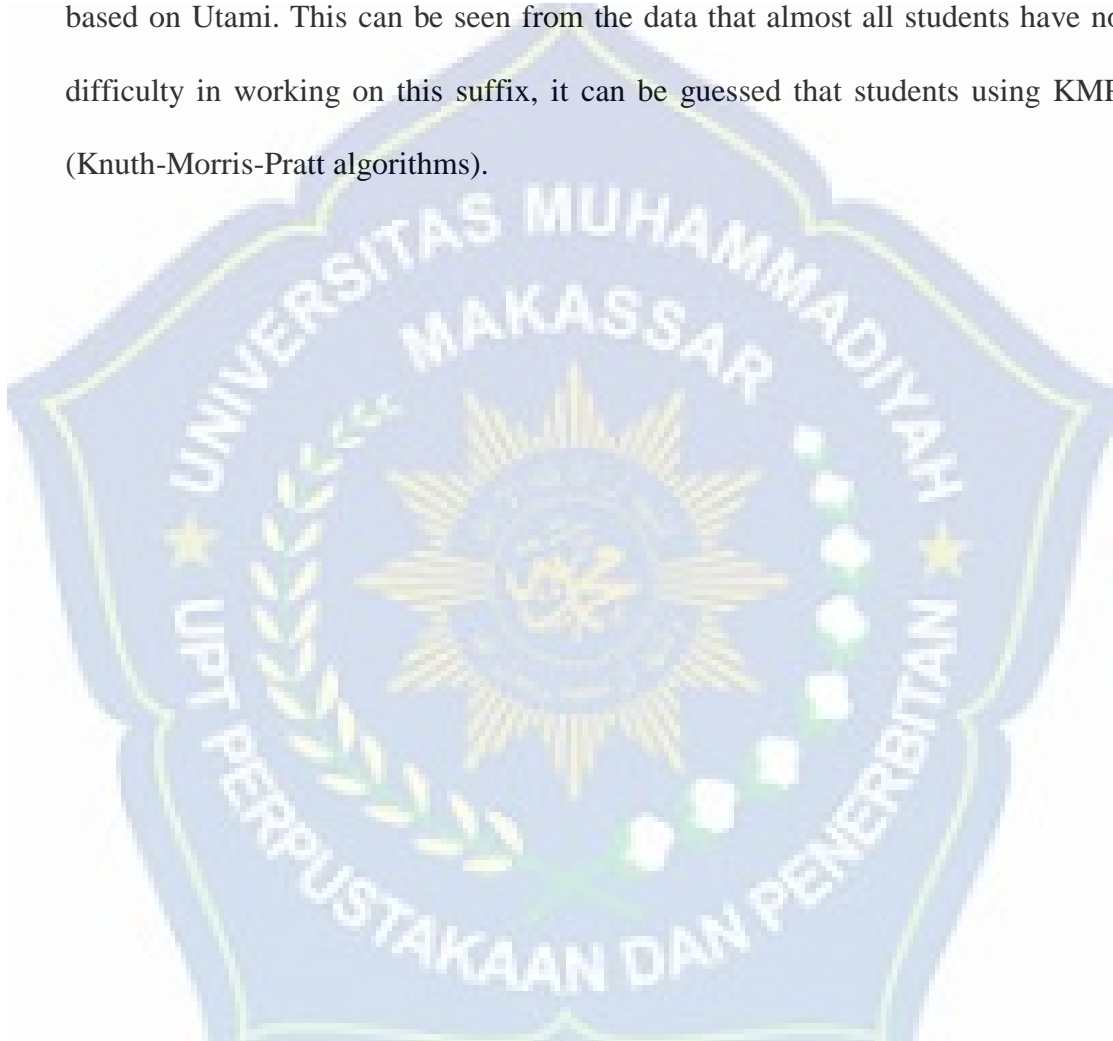 based on Utami. This can be seen from the data that almost all students have no
difficulty in working on this suffix, it can be guessed that students using KMP
(Knuth-Morris-Pratt algorithms).
UNIVERSITAS MUHAMMADIYAH
MAKASSAR
UPT PERPUSTAKAAN DAN PENERBITAN